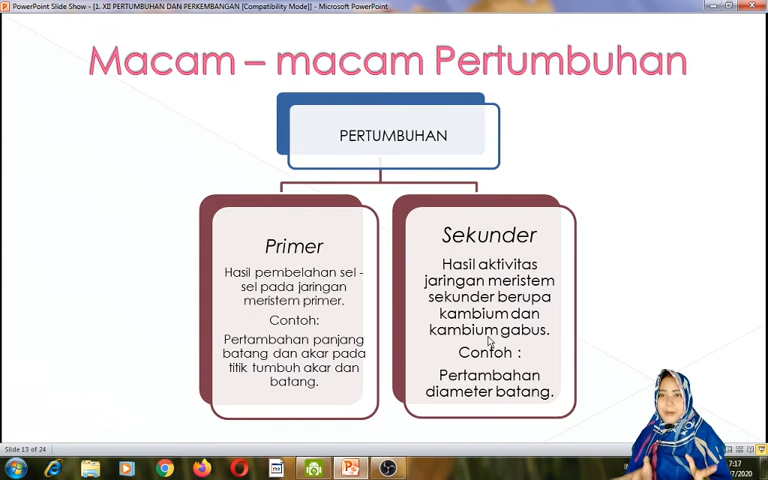 PowerPoint Slide Show - [1. XII PERTUMBUHAN DAN PERKEMBANGAN [Compatibility Mode]] - Microsoft PowerPoint
Macam – macam Pertumbuhan
PERTUMBUHAN
Primer
Hasil pembelahan sel -
sel pada jaringan
meristem primer.
Contoh:
Pertambahan panjang
batang dan akar pada
titik tumbuh akar dan
batang.
Sekunder
Hasil aktivitas
jaringan meristem
sekunder berupa
kambium dan
kambium gabus.
Contoh :
Pertambahan
diameter batang.
Slide 13 of 24
7:17
/7/2020